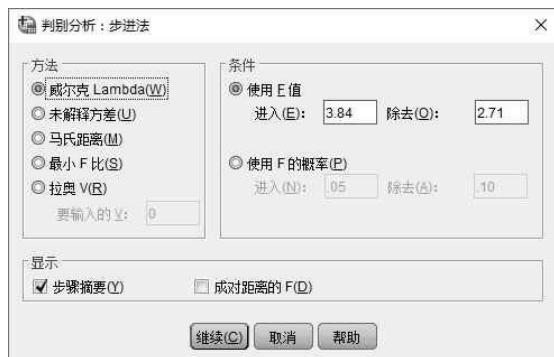 判别分析：步进法
方法
威尔克 Lambda(W)
未解释方差(U)
马氏距离(M)
最小 F 比(S)
拉奥 V(R)
要输入的 V: 0
条件
使用 F 值
进入(E): 3.84 除去(O): 2.71
使用 F 的概率(P)
进入(N): .05 除去(A): .10
显示
步骤摘要(Y) 成对距离的 F(D)
继续(C) 取消 帮助